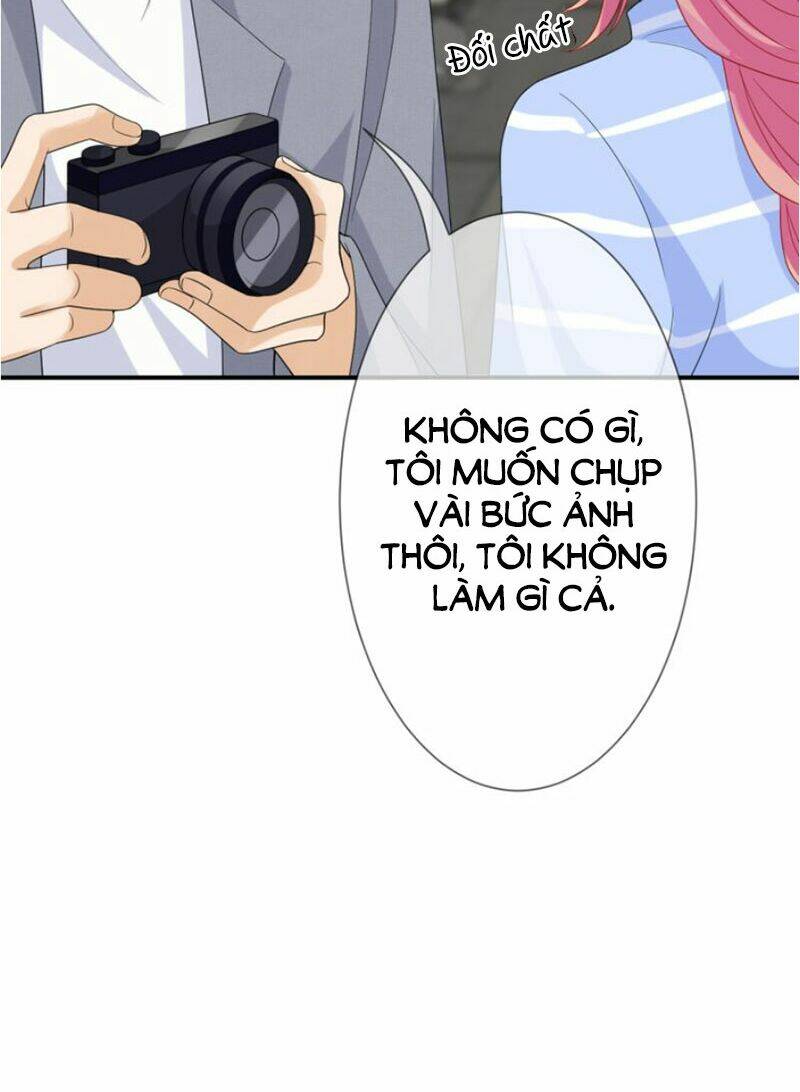 Đối chất
KHÔNG CÓ GÌ,
TÔI MUỐN CHỤP
VÀI BỨC ẢNH
THÔI, TÔI KHÔNG
LÀM GÌ CẢ.